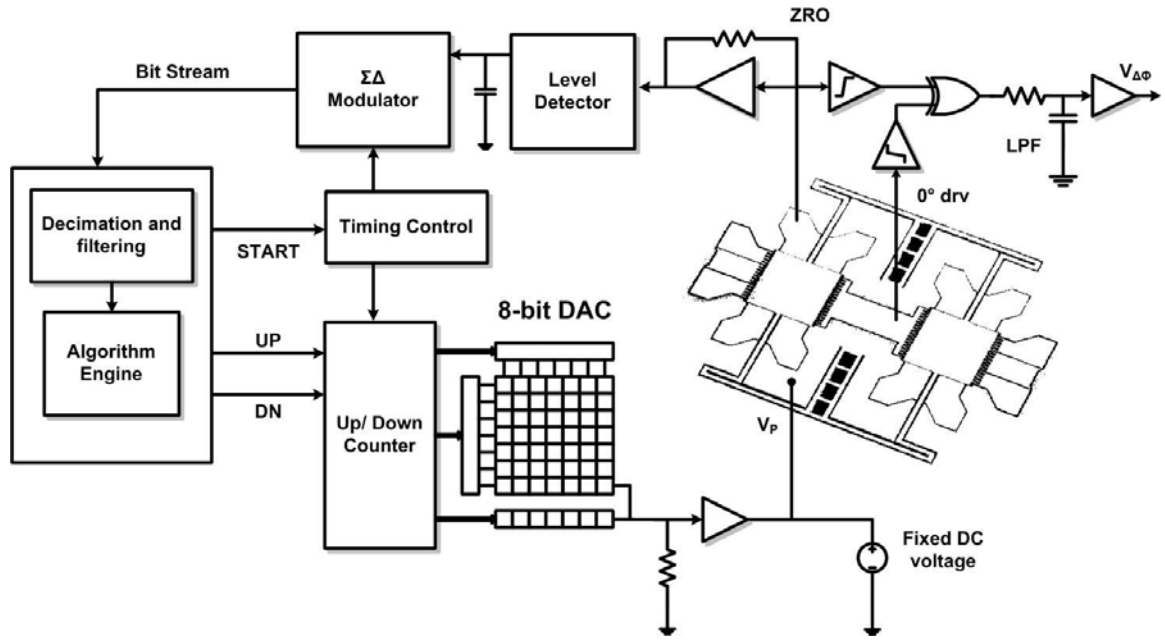 ZRO
Bit Stream
ΣΔ
Modulator
Level
Detector
V_ΔΦ
LPF
0° drv
Decimation and
filtering
START
Timing Control
8-bit DAC
UP
Algorithm
Engine
DN
Up/ Down
Counter
V_P
Fixed DC
voltage
+
−